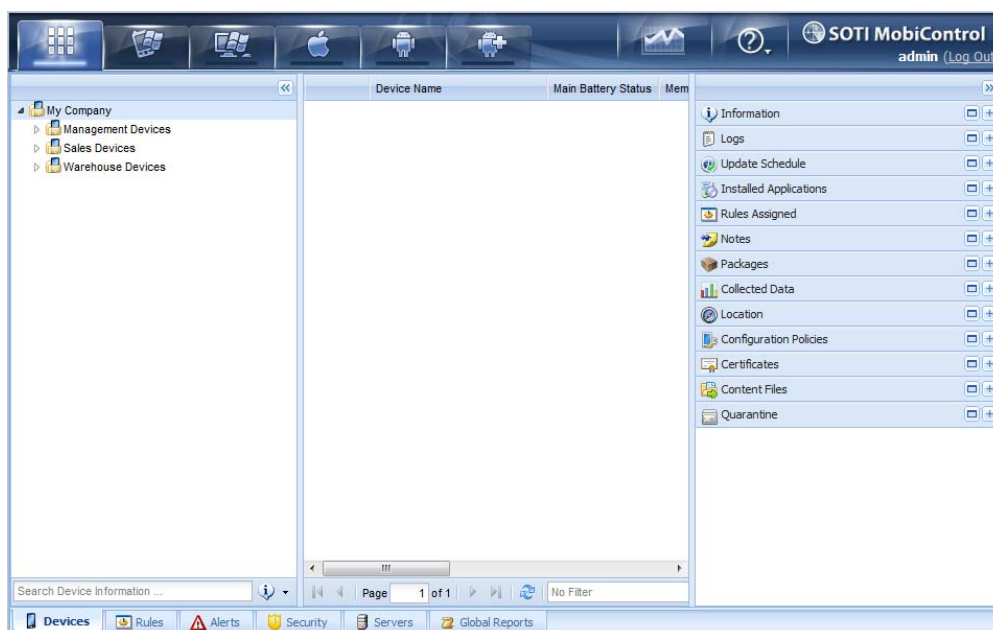 SOTI MobiControl
admin (Log Out
Device Name Main Battery Status Mem
My Company
Management Devices
Sales Devices
Warehouse Devices
Information
Logs
Update Schedule
Installed Applications
Rules Assigned
Notes
Packages
Collected Data
Location
Configuration Policies
Certificates
Content Files
Quarantine
Search Device Information ...
Page 1 of 1 No Filter
Devices Rules Alerts Security Servers Global Reports